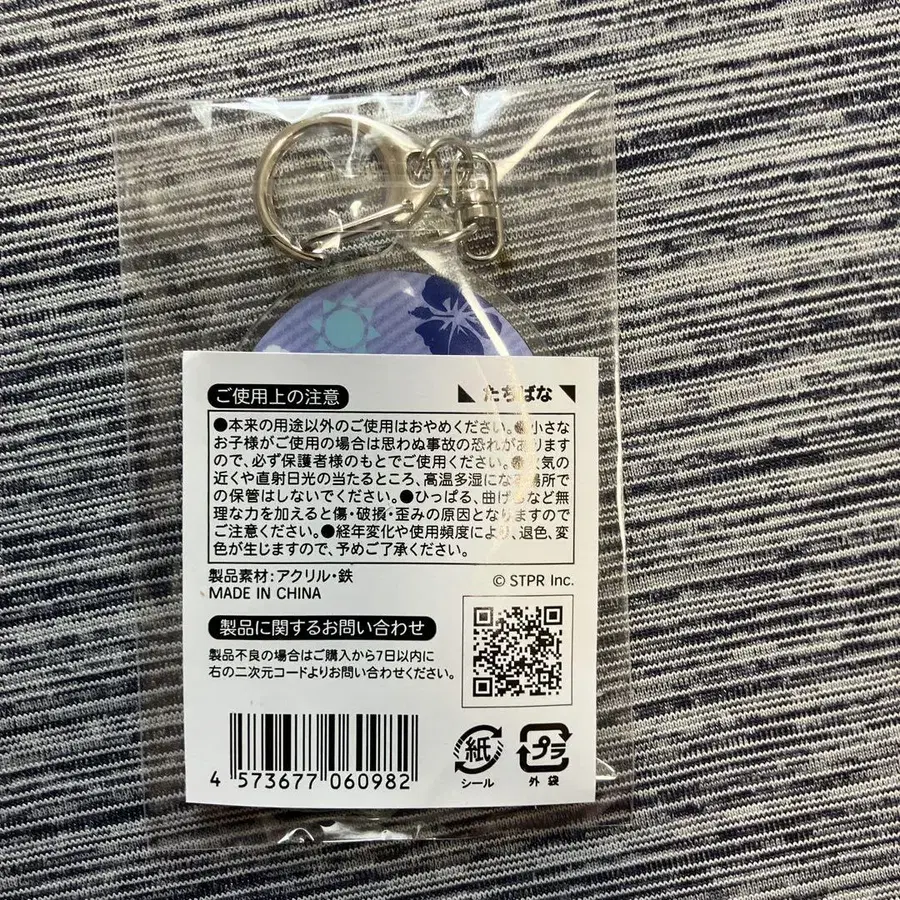 ご使用上の注意
たちばな
●本来の用途以外のご使用はおやめください。●小さな
お子様がご使用の場合は思わぬ事故の恐れがありますの
で、必ず保護者様のもとでご使用ください。●火気の
近くや直射日光の当たるところ、高温多湿になる場所で
の保管はしないでください。●ひっぱる、曲げるなど無
理な力を加えると傷・破損・歪みの原因となりますので
ご注意ください。●経年変化や使用頻度により、退色、変
色が生じますので、予めご了承ください。
製品素材：アクリル・鉄
MADE IN CHINA
© STPR Inc.
製品に関するお問い合わせ
製品不良の場合はご購入から7日以内に
右の二次元コードよりお問い合わせください。
4 573677 060982
紙
シール
プラ
外袋